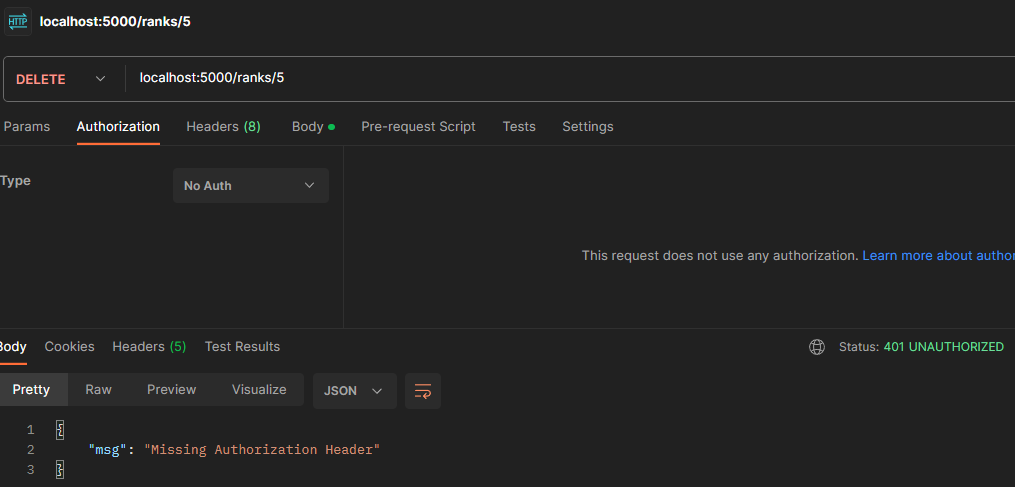 HTTP localhost:5000/ranks/5
DELETE localhost:5000/ranks/5
Params Authorization Headers (8) Body Pre-request Script Tests Settings
Type No Auth
This request does not use any authorization. Learn more about author
Body Cookies Headers (5) Test Results Status: 401 UNAUTHORIZED
Pretty Raw Preview Visualize JSON
1 {
2 "msg": "Missing Authorization Header"
3 }